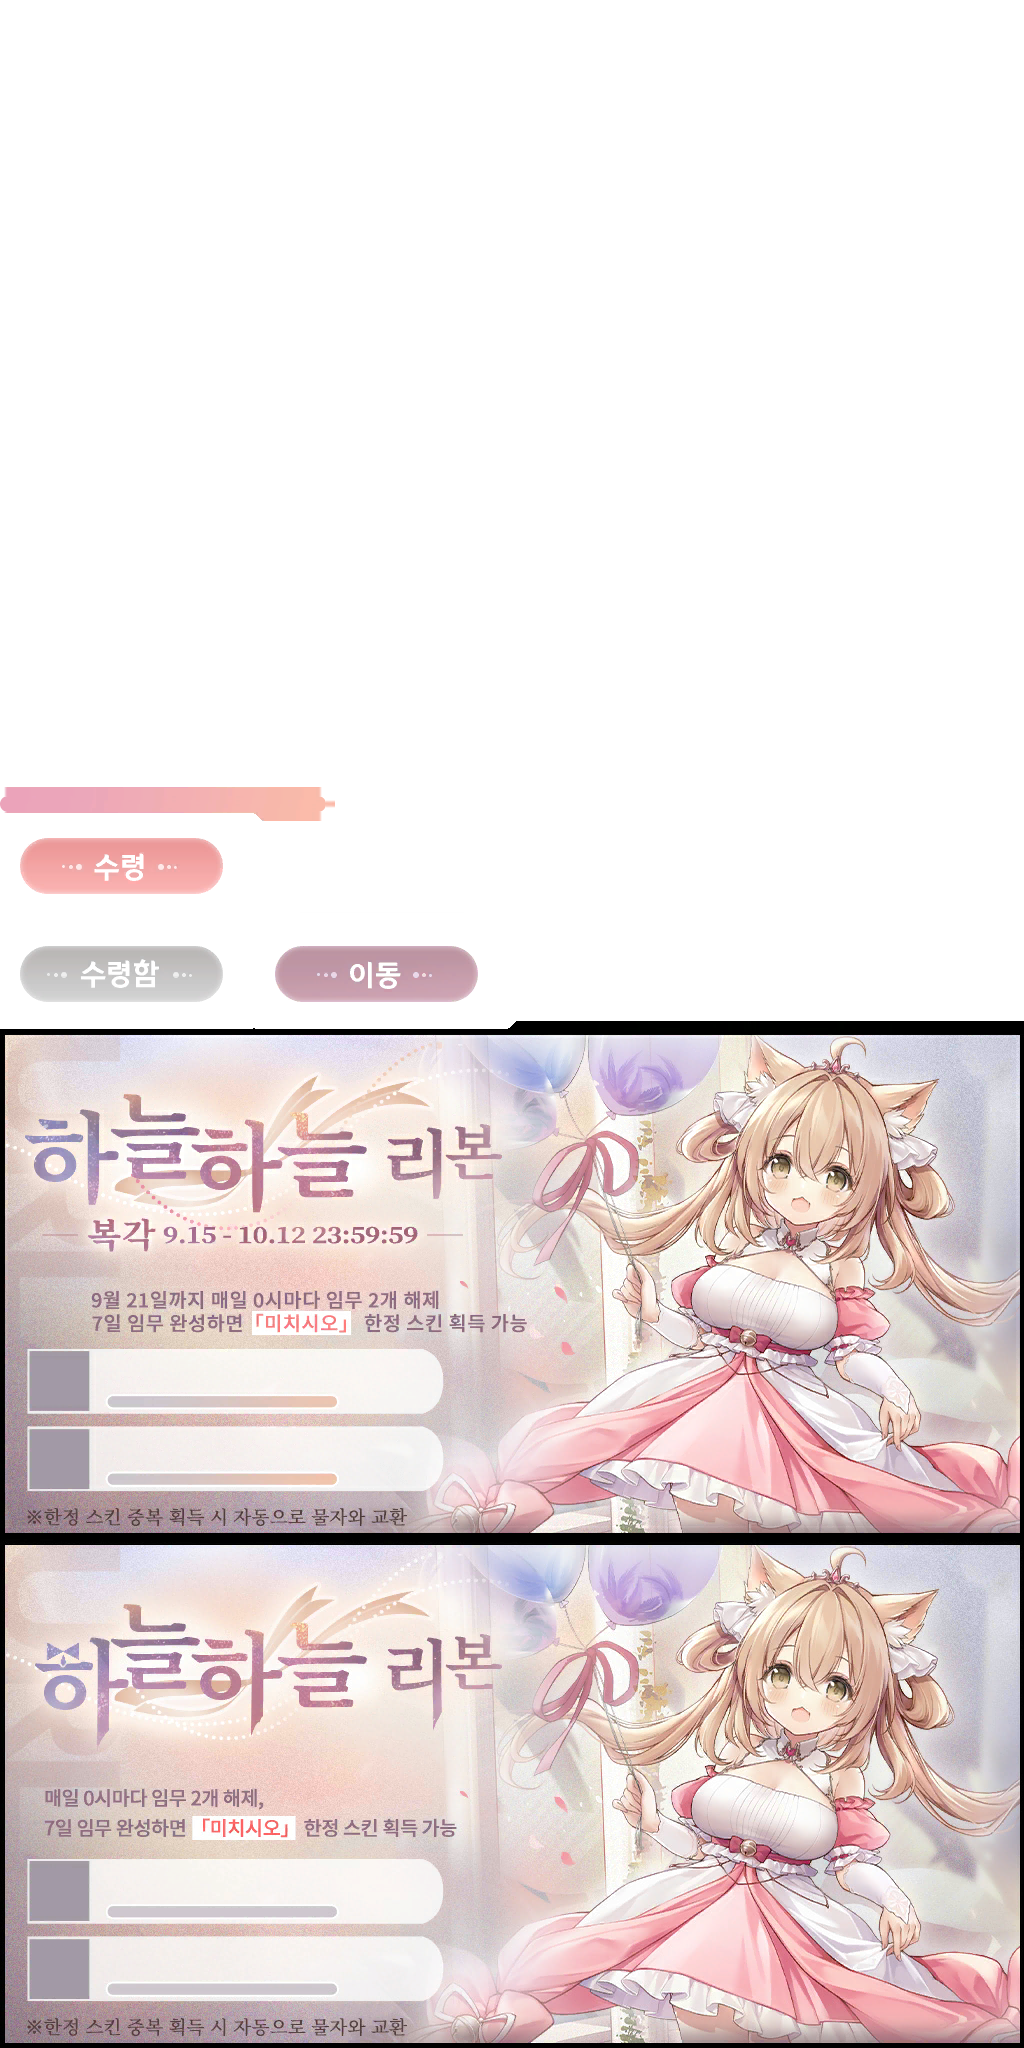 수령
수령함
이동
하늘하늘 리본
복각 9.15 - 10.12 23:59:59
9월 21일까지 매일 0시마다 임무 2개 해제
7일 임무 완성하면 「미치시오」 한정 스킨 획득 가능
※한정 스킨 중복 획득 시 자동으로 물자와 교환
하늘하늘 리본
매일 0시마다 임무 2개 해제,
7일 임무 완성하면 「미치시오」 한정 스킨 획득 가능
※한정 스킨 중복 획득 시 자동으로 물자와 교환